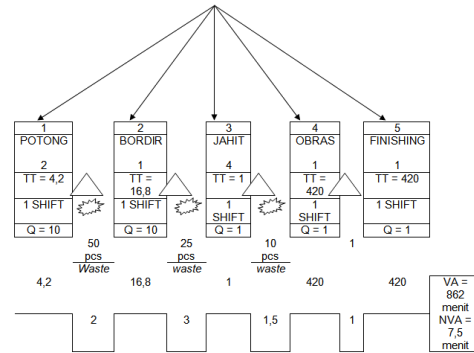 1
POTONG
2
TT = 4,2
1 SHIFT
Q = 10
2
BORDIR
1
TT =
16,8
1 SHIFT
Q = 10
3
JAHIT
4
TT = 1
1
SHIFT
Q = 1
4
OBRAS
1
TT =
420
1
SHIFT
Q = 1
5
FINISHING
1
TT = 420
1 SHIFT
Q = 1
50
pcs
Waste
25
pcs
waste
10
pcs
waste
1
4,2
16,8
1
420
420
2
3
1,5
1
VA =
862
menit
NVA =
7,5
menit